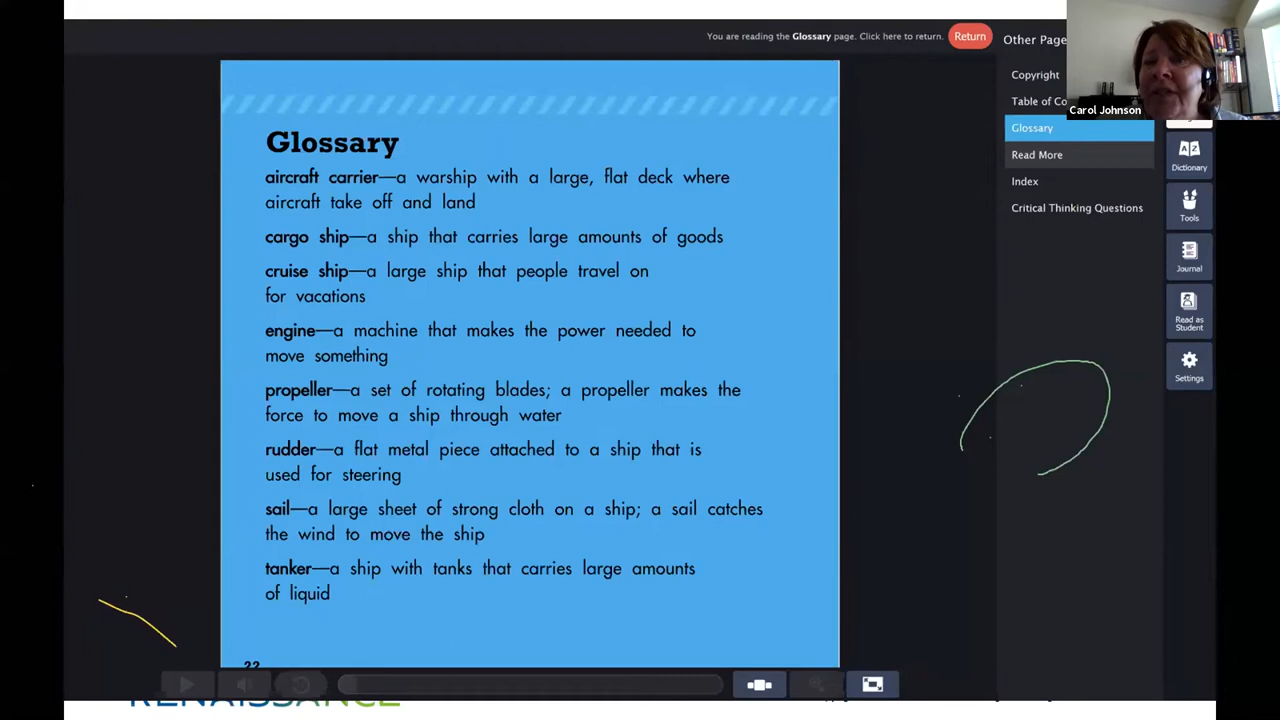 You are reading the Glossary page. Click here to return. Return
Other Pag
Copyright
Table of Co
Glossary
Read More
Index
Critical Thinking Questions
Carol Johnson
Dictionary
Tools
Journal
Read as
Student
Settings
Glossary
aircraft carrier—a warship with a large, flat deck where
aircraft take off and land
cargo ship—a ship that carries large amounts of goods
cruise ship—a large ship that people travel on
for vacations
engine—a machine that makes the power needed to
move something
propeller—a set of rotating blades; a propeller makes the
force to move a ship through water
rudder—a flat metal piece attached to a ship that is
used for steering
sail—a large sheet of strong cloth on a ship; a sail catches
the wind to move the ship
tanker—a ship with tanks that carries large amounts
of liquid
22
RENAISSANCE